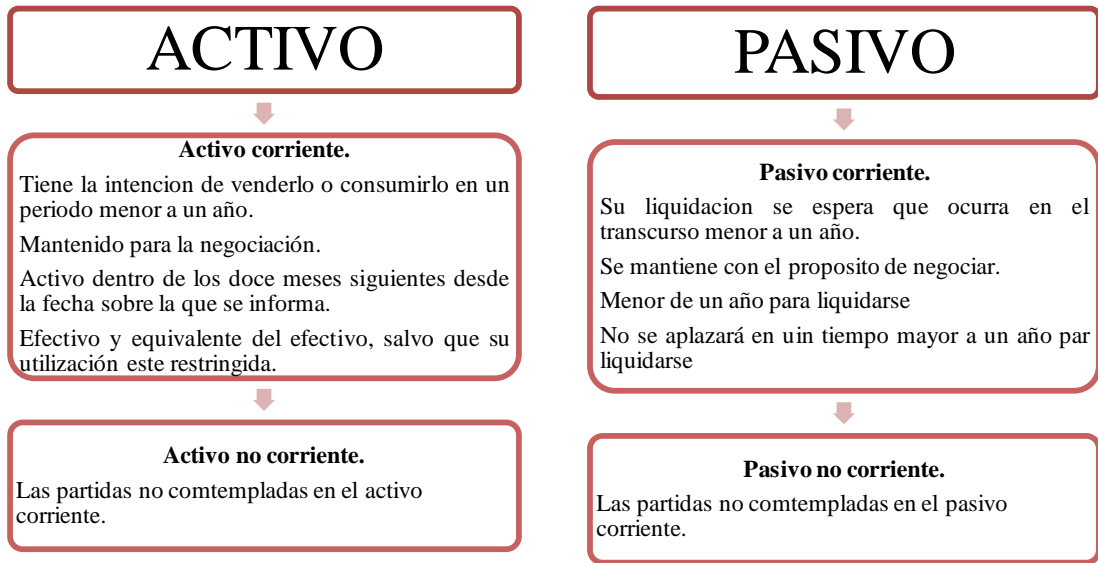 ACTIVO
Activo corriente.
Tiene la intencion de venderlo o consumirlo en un
periodo menor a un año.
Mantenido para la negociación.
Activo dentro de los doce meses siguientes desde
la fecha sobre la que se informa.
Efectivo y equivalente del efectivo, salvo que su
utilización este restringida.
Activo no corriente.
Las partidas no comtempladas en el activo
corriente.
PASIVO
Pasivo corriente.
Su liquidacion se espera que ocurra en el
transcurso menor a un año.
Se mantiene con el proposito de negociar.
Menor de un año para liquidarse
No se aplazará en uin tiempo mayor a un año par
liquidarse
Pasivo no corriente.
Las partidas no comtempladas en el pasivo
corriente.